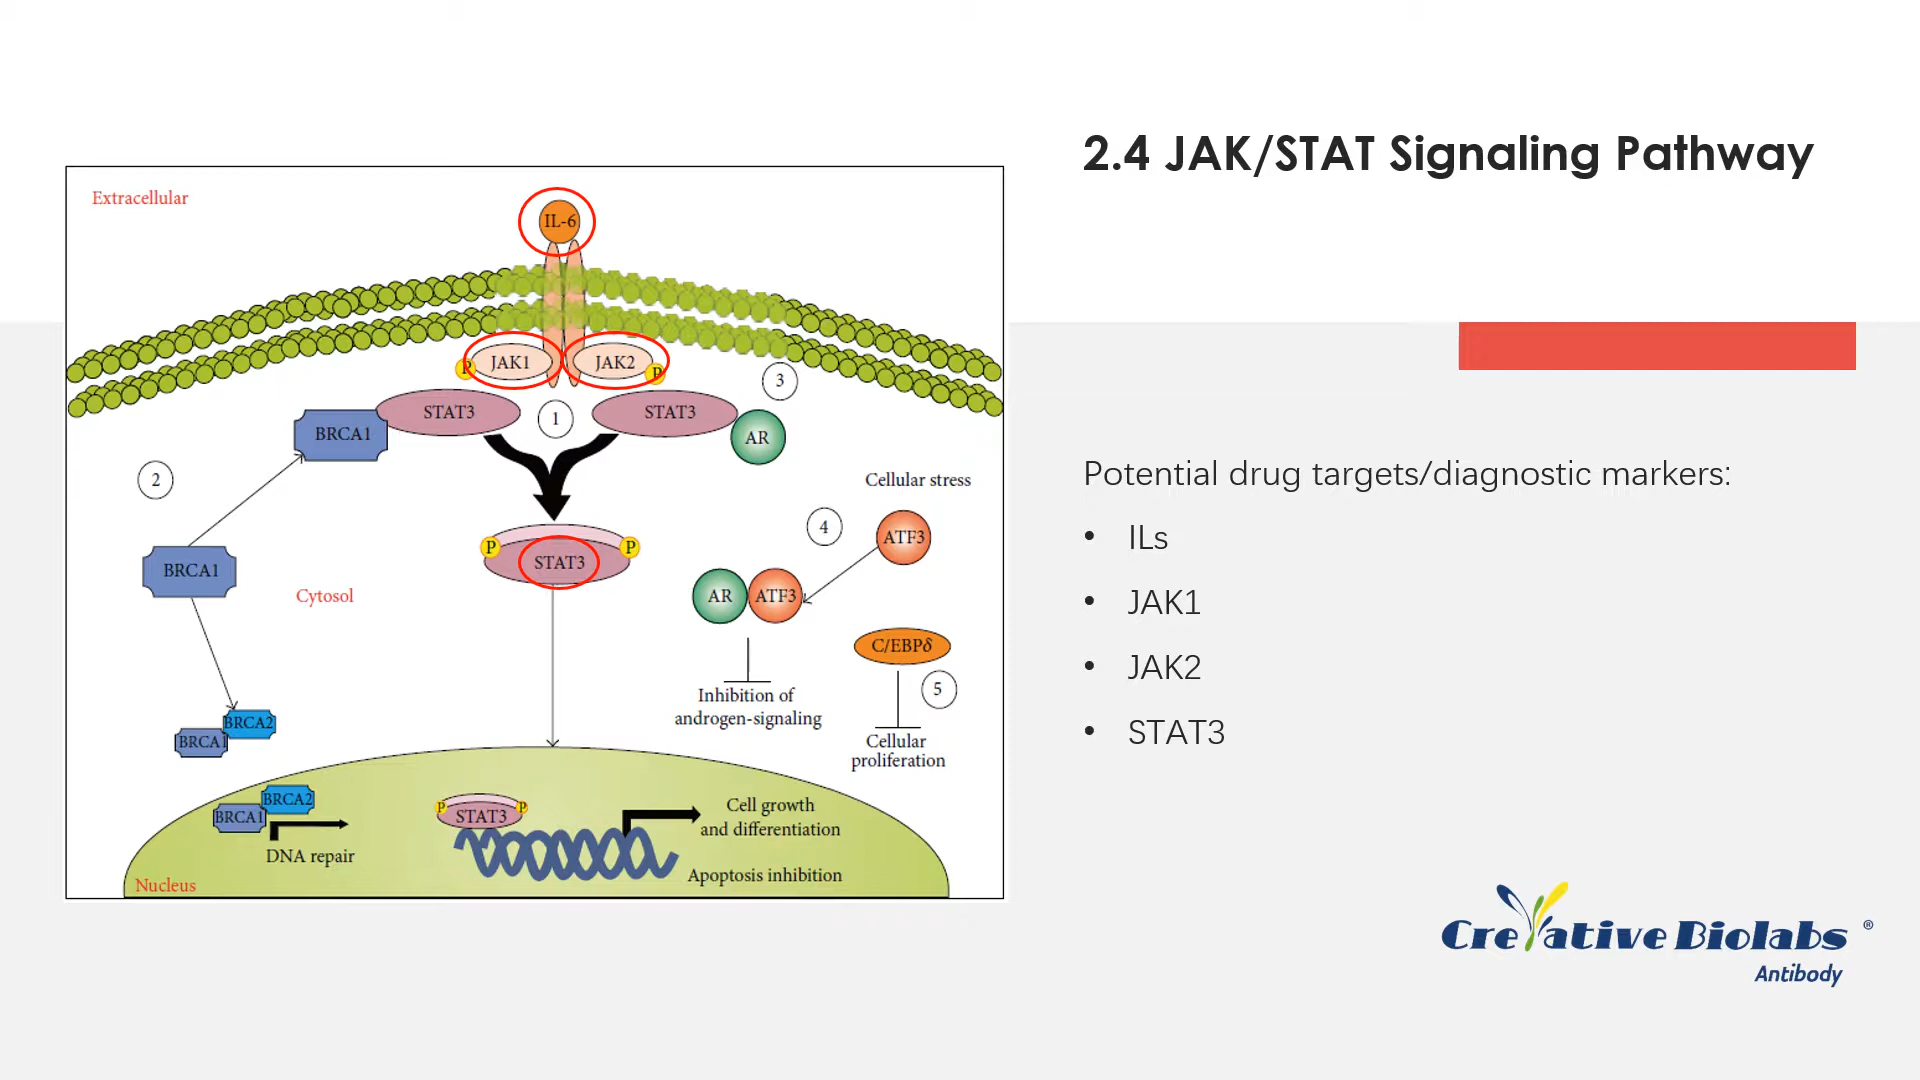 2.4 JAK/STAT Signaling Pathway
Extracellular
IL-6
P
JAK1
JAK2
P
3
STAT3
1
STAT3
BRCA1
AR
2
Cellular stress
4
ATF3
P
P
STAT3
BRCA1
Cytosol
AR
ATF3
C/EBPδ
5
Inhibition of
androgen-signaling
Cellular
proliferation
BRCA2
BRCA1
BRCA2
BRCA1
DNA repair
P
P
STAT3
Cell growth
and differentiation
Apoptosis inhibition
Nucleus
Potential drug targets/diagnostic markers:
• ILs
• JAK1
• JAK2
• STAT3
Creative Biolabs ®
Antibody